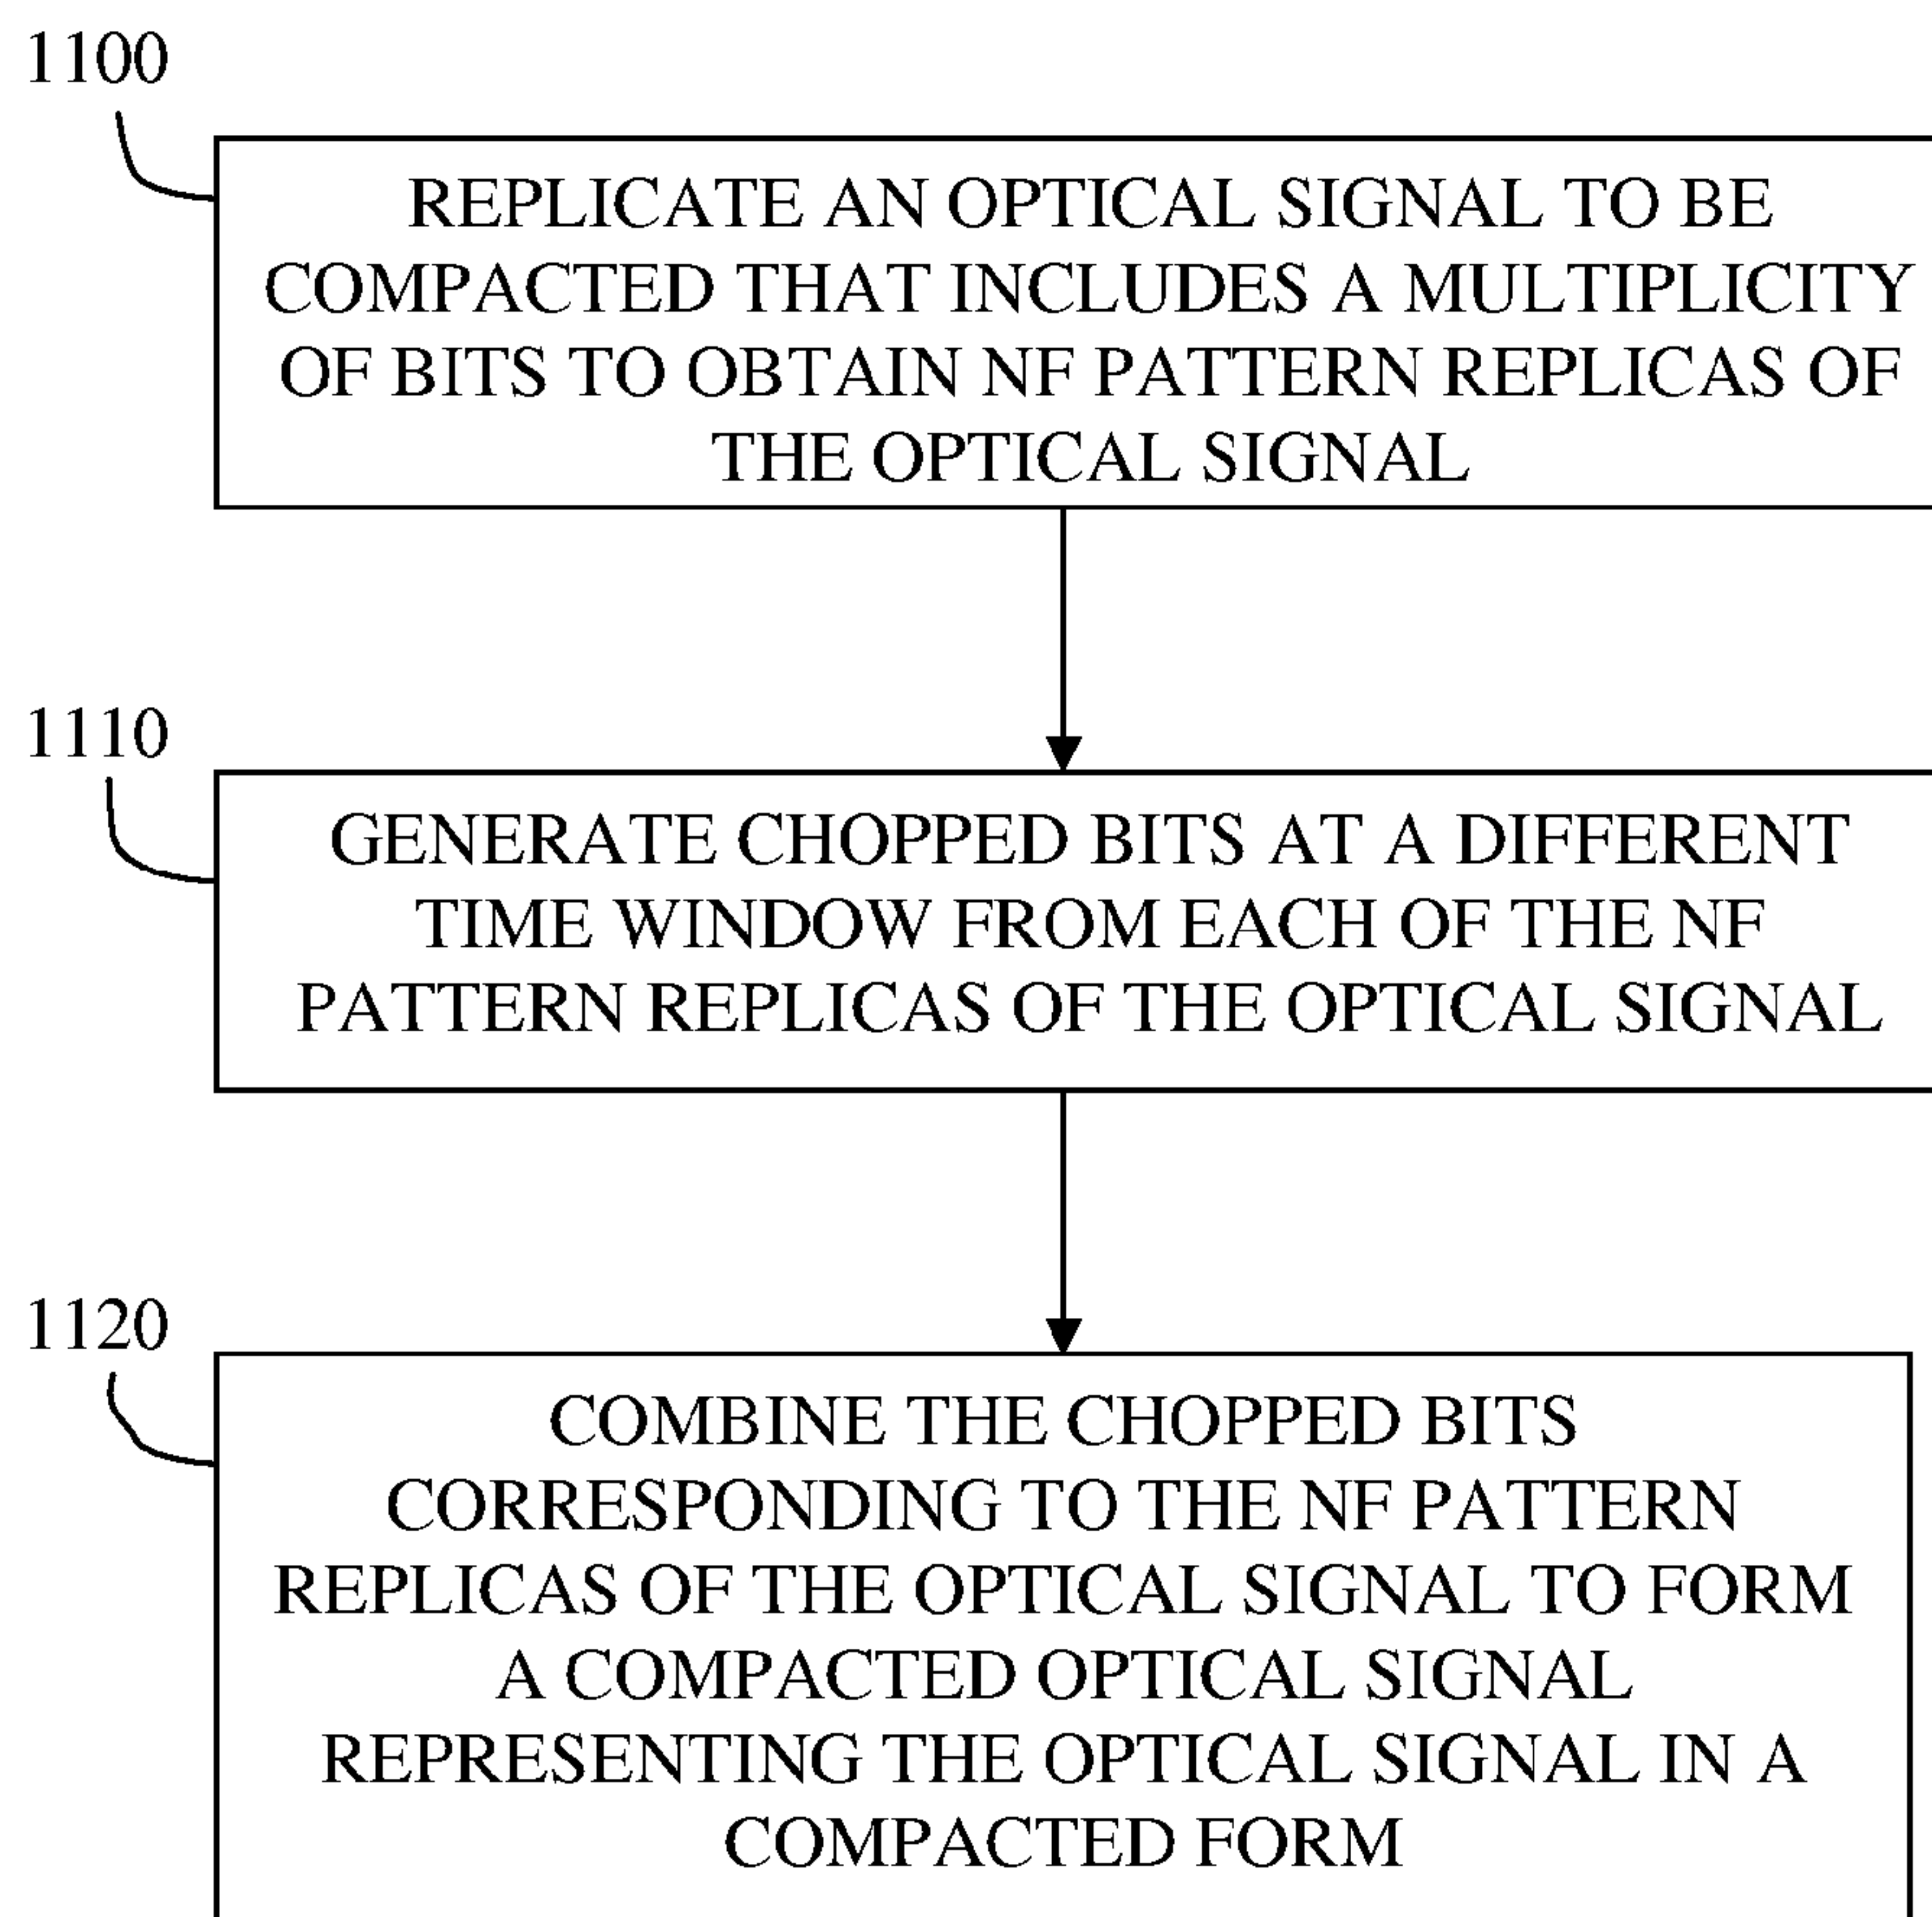 1100
REPLICATE AN OPTICAL SIGNAL TO BE
COMPACTED THAT INCLUDES A MULTIPLICITY
OF BITS TO OBTAIN NF PATTERN REPLICAS OF
THE OPTICAL SIGNAL
1110
GENERATE CHOPPED BITS AT A DIFFERENT
TIME WINDOW FROM EACH OF THE NF
PATTERN REPLICAS OF THE OPTICAL SIGNAL
1120
COMBINE THE CHOPPED BITS
CORRESPONDING TO THE NF PATTERN
REPLICAS OF THE OPTICAL SIGNAL TO FORM
A COMPACTED OPTICAL SIGNAL
REPRESENTING THE OPTICAL SIGNAL IN A
COMPACTED FORM